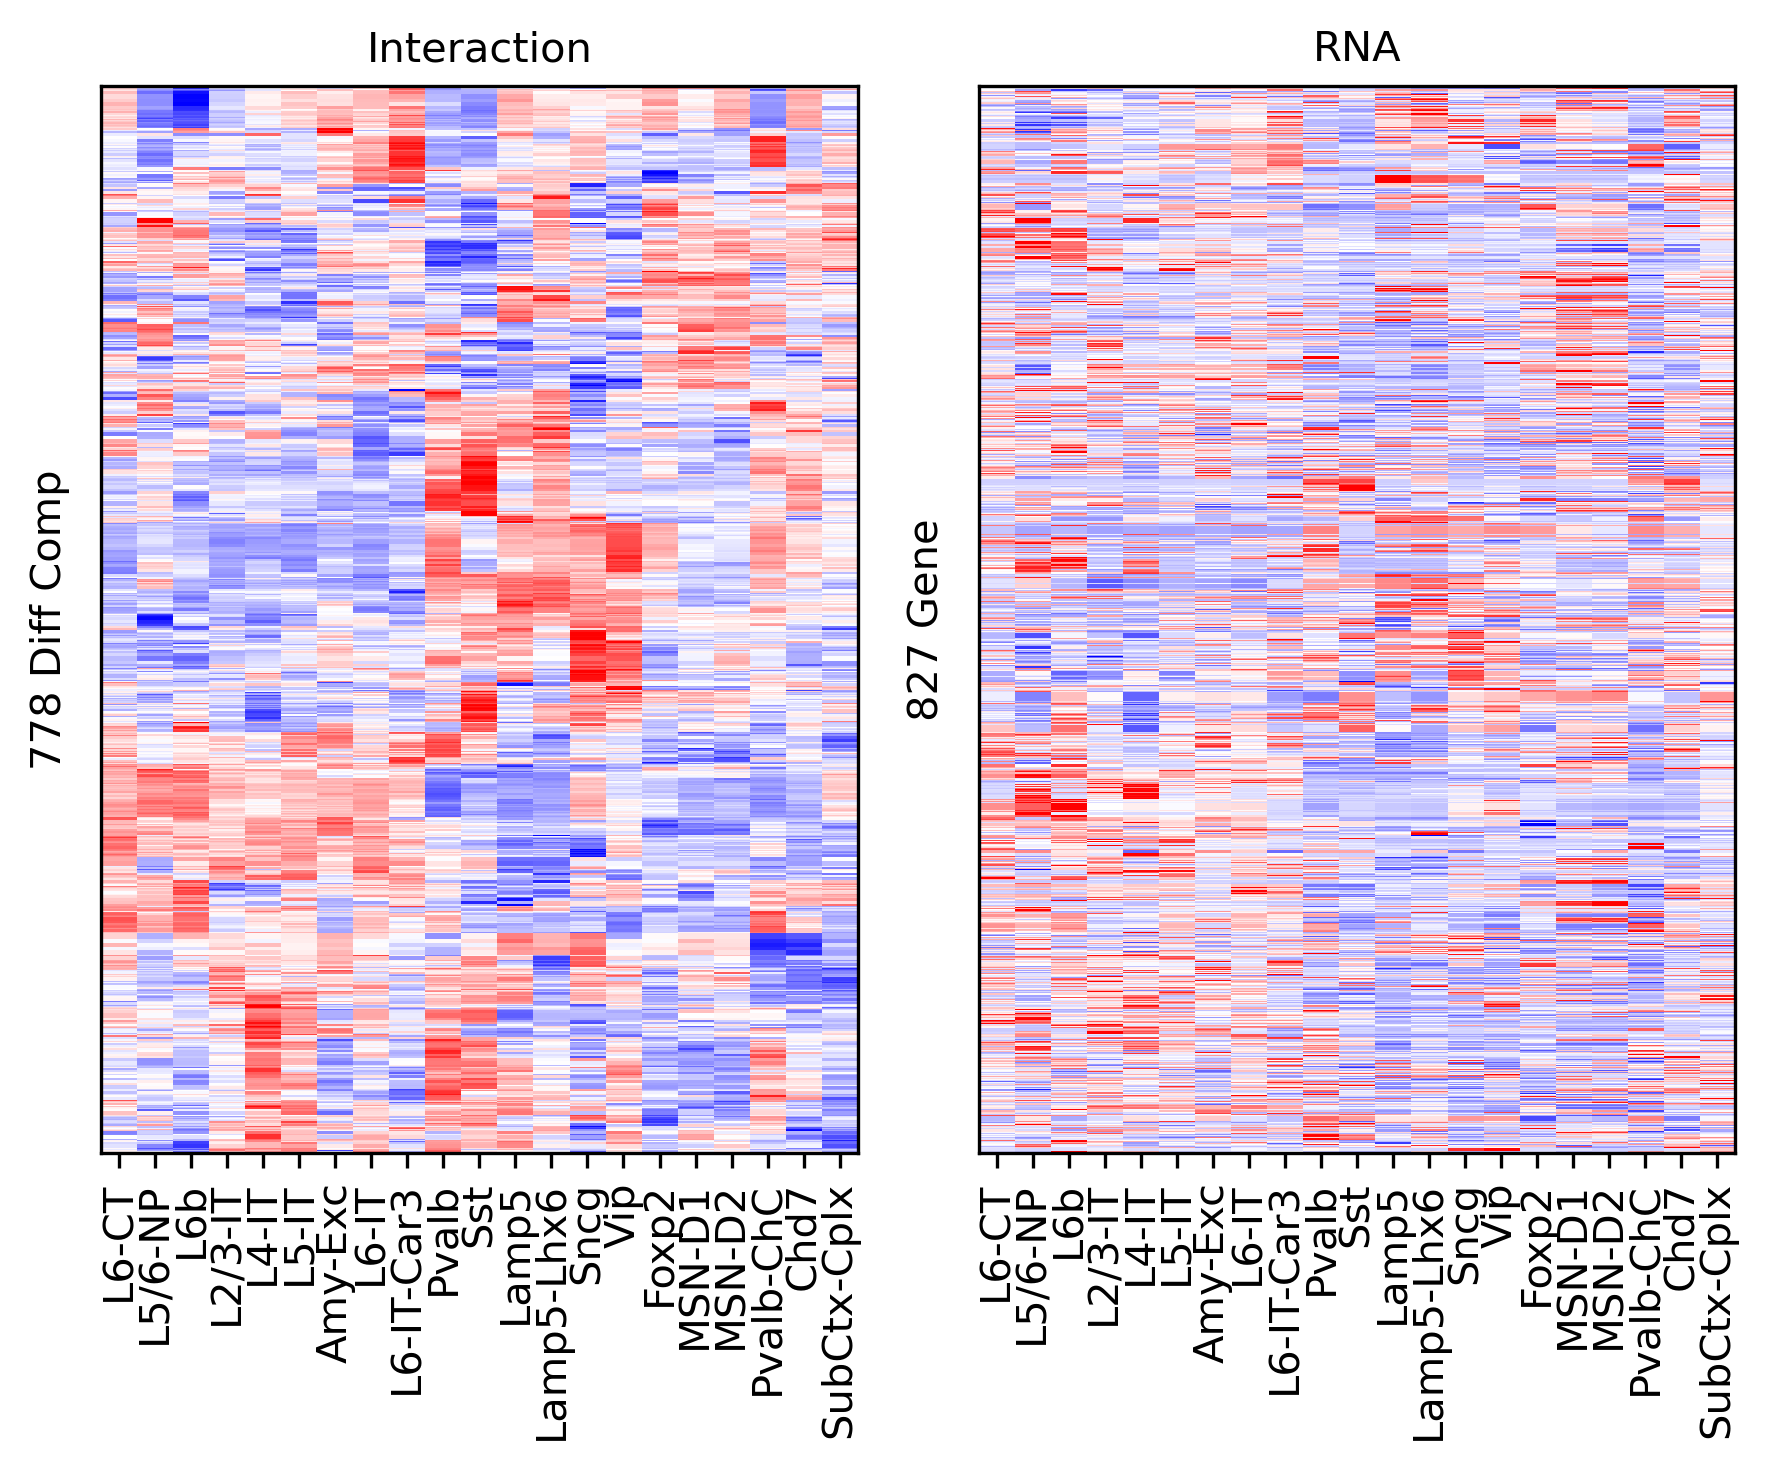 Interaction
778 Diff Comp
L6-CT
L5/6-NP
L6b
L2/3-IT
L4-IT
L5-IT
Amy-Exc
L6-IT
L6-IT-Car3
Pvalb
Sst
Lamp5
Lamp5-Lhx6
Sncg
Vip
Foxp2
MSN-D1
MSN-D2
Pvalb-ChC
Chd7
SubCtx-Cplx
RNA
827 Gene
L6-CT
L5/6-NP
L6b
L2/3-IT
L4-IT
L5-IT
Amy-Exc
L6-IT
L6-IT-Car3
Pvalb
Sst
Lamp5
Lamp5-Lhx6
Sncg
Vip
Foxp2
MSN-D1
MSN-D2
Pvalb-ChC
Chd7
SubCtx-Cplx